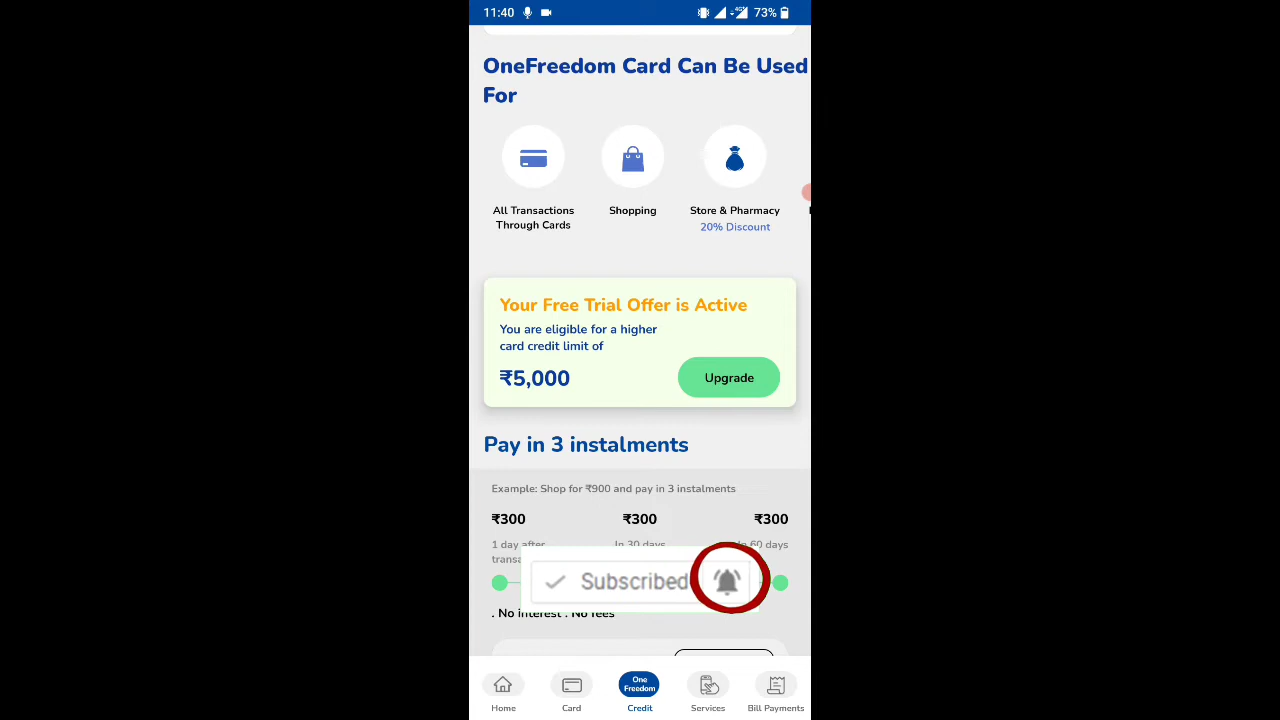 11:40
4G
73%
OneFreedom Card Can Be Used
For
All Transactions
Through Cards
Shopping
Store & Pharmacy
20% Discount
Your Free Trial Offer is Active
You are eligible for a higher
card credit limit of
₹5,000
Upgrade
Pay in 3 instalments
Example: Shop for ₹900 and pay in 3 instalments
₹300 ₹300 ₹300
1 day after In 30 days In 60 days
Subscribed
. No interest . No fees
One
Freedom
Home Card Credit Services Bill Payments